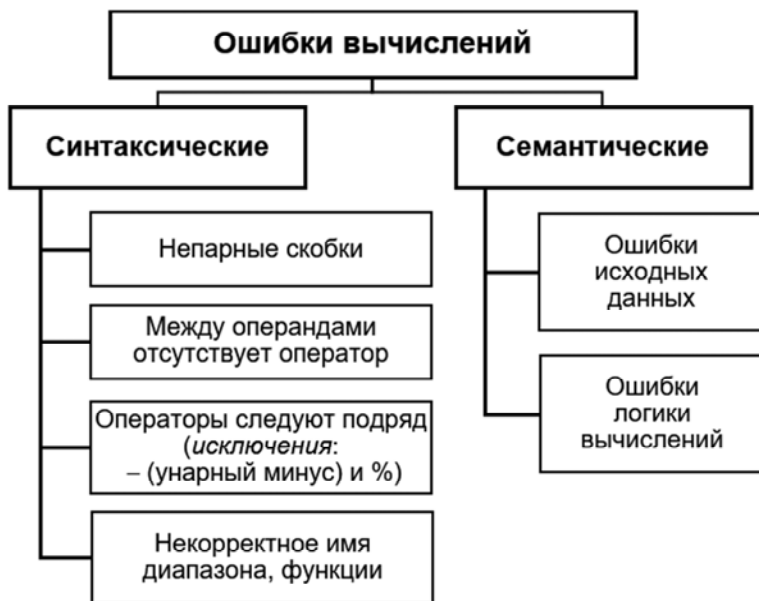 Ошибки вычислений
Синтаксические
Непарные скобки
Между операндами
отсутствует оператор
Операторы следуют подряд
(исключения:
– (унарный минус) и %)
Некорректное имя
диапазона, функции
Семантические
Ошибки
исходных
данных
Ошибки
логики
вычислений